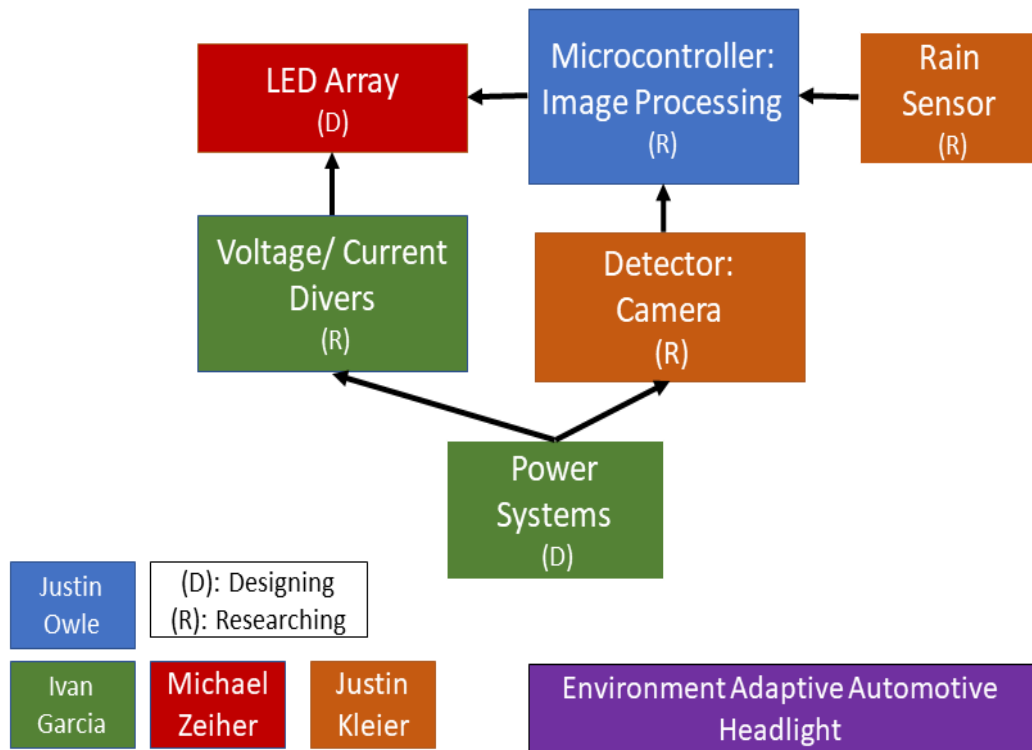 LED Array
(D)
Microcontroller:
Image Processing
(R)
Rain
Sensor
(R)
Voltage/ Current
Divers
(R)
Detector:
Camera
(R)
Power
Systems
(D)
Justin
Owle
(D): Designing
(R): Researching
Ivan
Garcia
Michael
Zeiher
Justin
Kleier
Environment Adaptive Automotive
Headlight